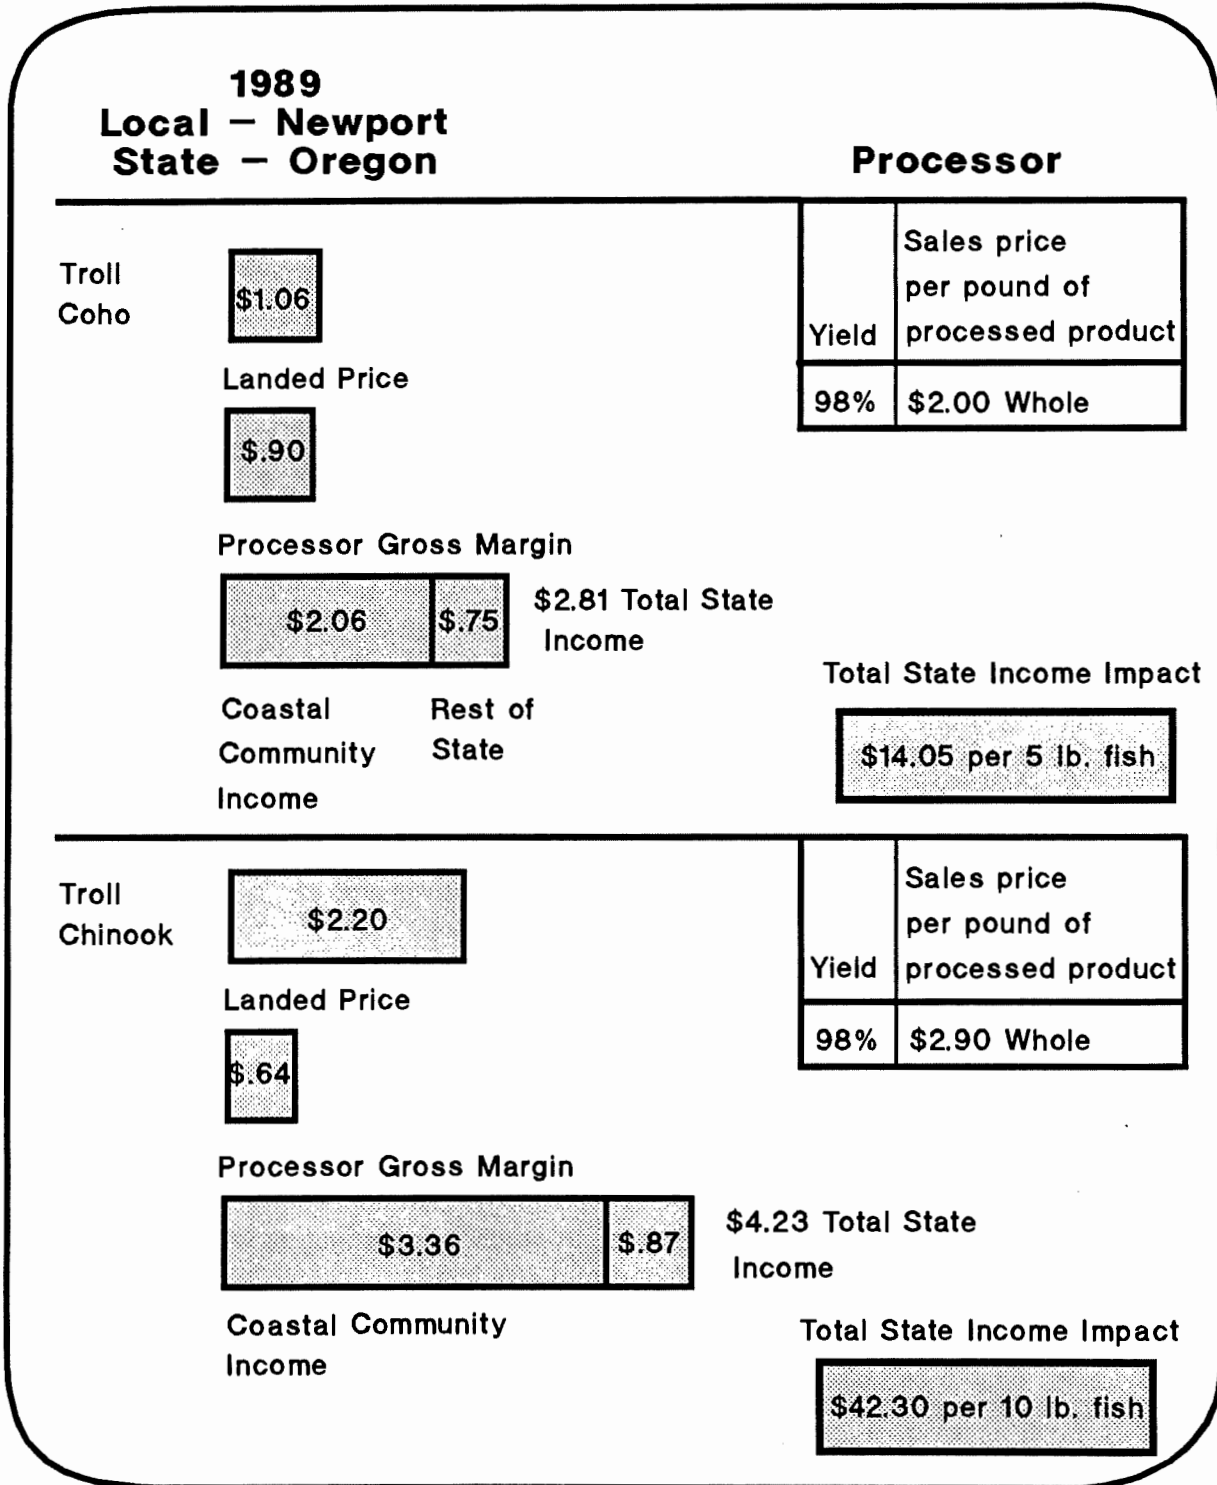 1989
Local – Newport
State – Oregon
Processor
Troll
Coho
$1.06
Landed Price
$.90
Processor Gross Margin
$2.06 $.75
$2.81 Total State
Income
Coastal
Community
Income
Rest of
State
Yield
Sales price
per pound of
processed product
98% $2.00 Whole
Total State Income Impact
$14.05 per 5 lb. fish
Troll
Chinook
$2.20
Landed Price
$.64
Processor Gross Margin
$3.36 $.87
$4.23 Total State
Income
Coastal Community
Income
Yield
Sales price
per pound of
processed product
98% $2.90 Whole
Total State Income Impact
$42.30 per 10 lb. fish